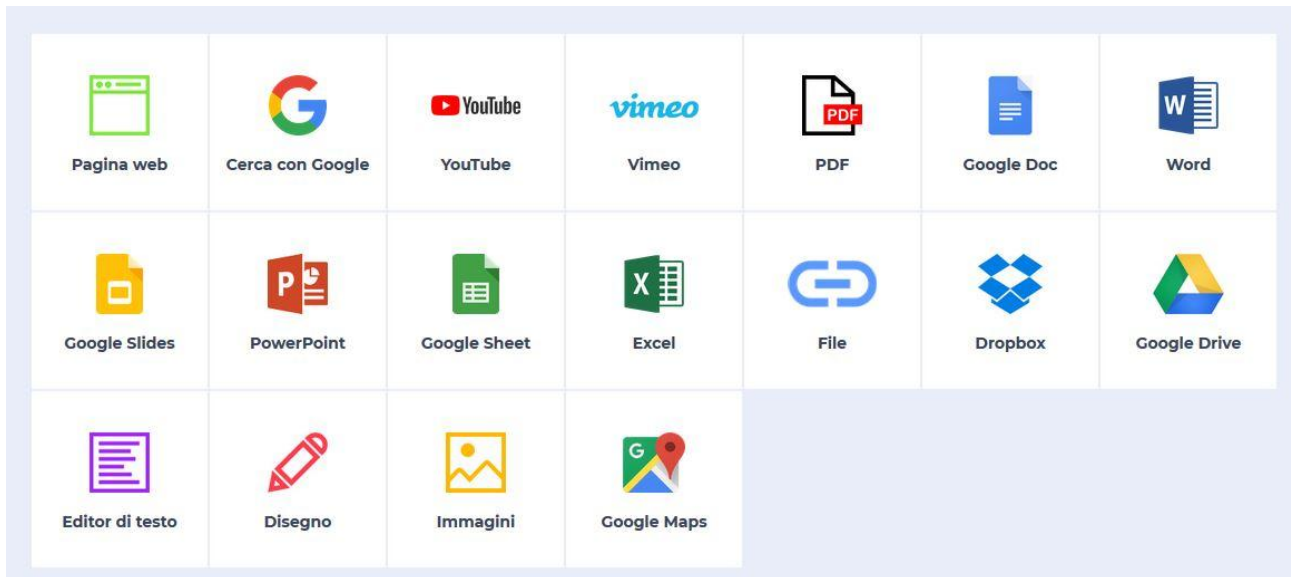 YouTube
vimeo
PDF
W
Pagina web
Cerca con Google
YouTube
Vimeo
PDF
Google Doc
Word
P
X
Google Slides
PowerPoint
Google Sheet
Excel
File
Dropbox
Google Drive
G
Editor di testo
Disegno
Immagini
Google Maps